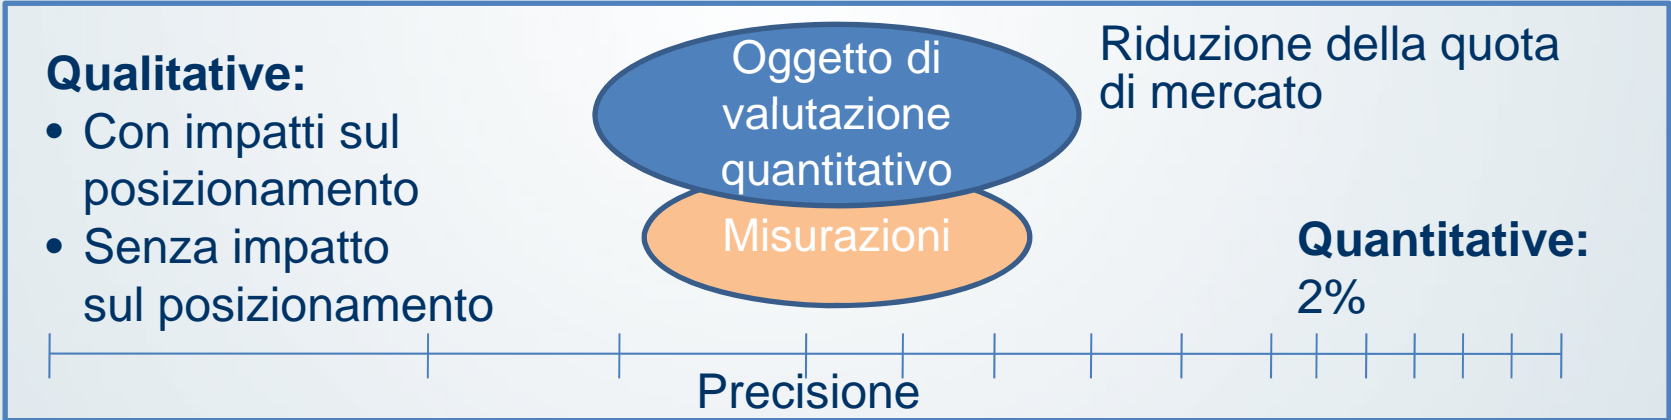 Qualitative:
• Con impatti sul
posizionamento
• Senza impatto
sul posizionamento
Oggetto di
valutazione
quantitativo
Misurazioni
Riduzione della quota
di mercato
Quantitative:
2%
Precisione